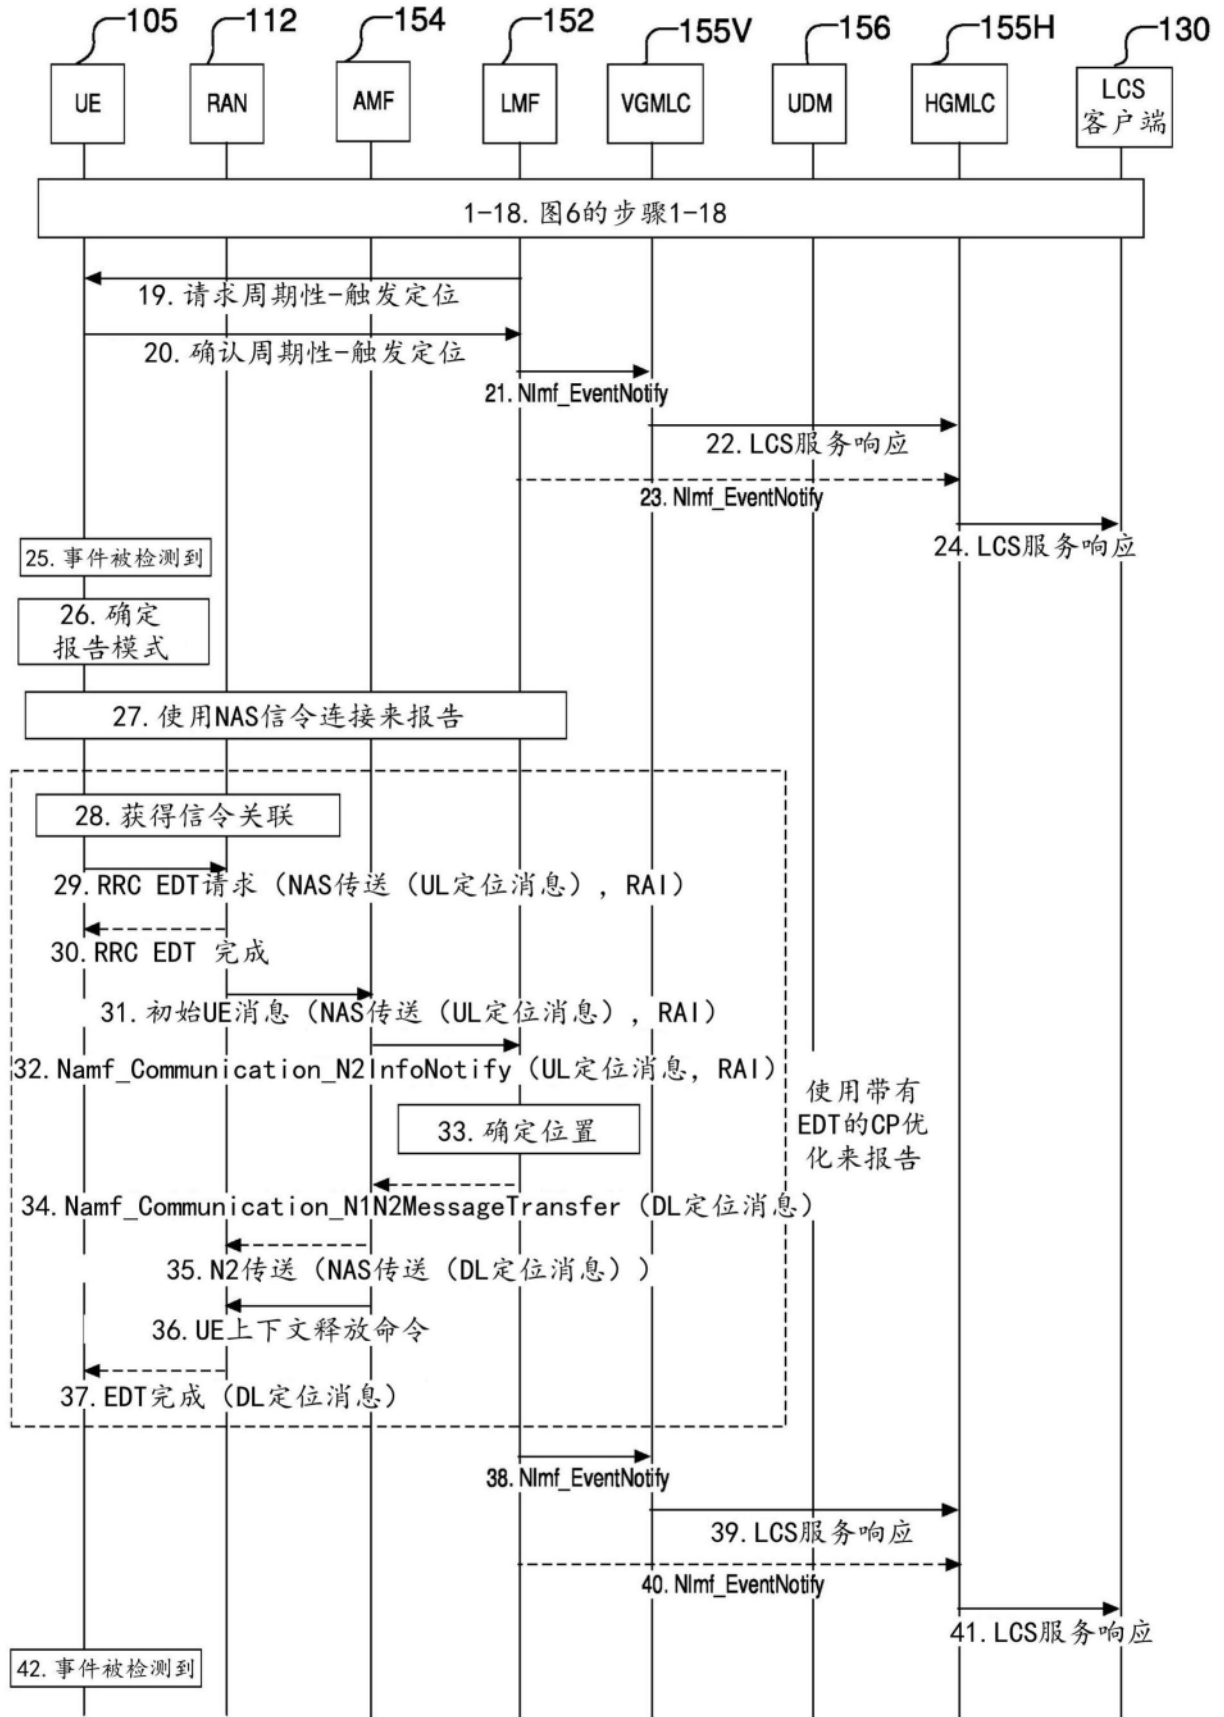 105
112
154
152
155V
156
155H
130
UE
RAN
AMF
LMF
VGMLC
UDM
HGMLC
LCS
客户端
1-18. 图6的步骤1-18
19. 请求周期性-触发定位
20. 确认周期性-触发定位
21. Nlmf_EventNotify
22. LCS服务响应
23. Nlmf_EventNotify
24. LCS服务响应
25. 事件被检测到
26. 确定
报告模式
27. 使用NAS信令连接来报告
28. 获得信令关联
29. RRC EDT请求（NAS传送（UL定位消息）, RAI）
30. RRC EDT 完成
31. 初始UE消息（NAS传送（UL定位消息）, RAI）
32. Namf_Communication_N2InfoNotify（UL定位消息, RAI）
使用带有
EDT的CP优
化来报告
33. 确定位置
34. Namf_Communication_N1N2MessageTransfer（DL定位消息）
35. N2传送（NAS传送（DL定位消息））
36. UE上下文释放命令
37. EDT完成（DL定位消息）
38. Nlmf_EventNotify
39. LCS服务响应
40. Nlmf_EventNotify
41. LCS服务响应
42. 事件被检测到